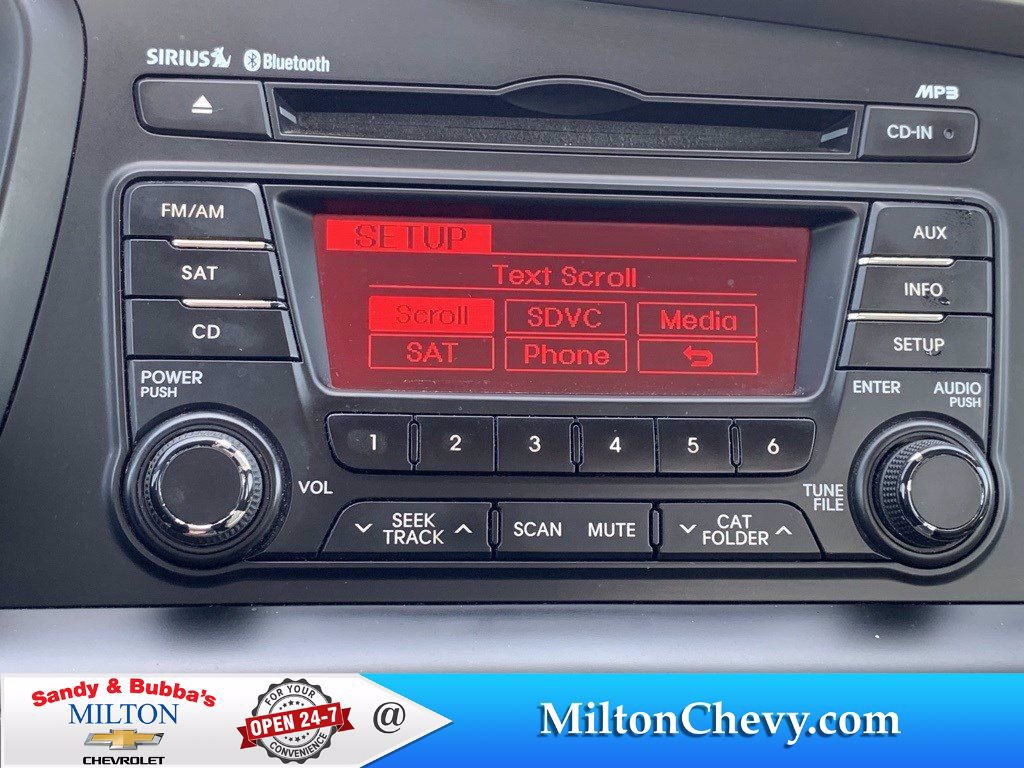 SIRIUS Bluetooth
MP3
CD-IN
FM/AM
SAT
CD
SETUP
Text Scroll
Scroll SDVC Media
SAT Phone
AUX
INFO
SETUP
POWER
PUSH
ENTER
AUDIO
PUSH
1 2 3 4 5 6
VOL
TUNE
FILE
SEEK
TRACK
SCAN MUTE
CAT
FOLDER
Sandy & Bubba's
MILTON
CHEVROLET
FOR YOUR
OPEN 24-7
CONVENIENCE
@
MiltonChevy.com